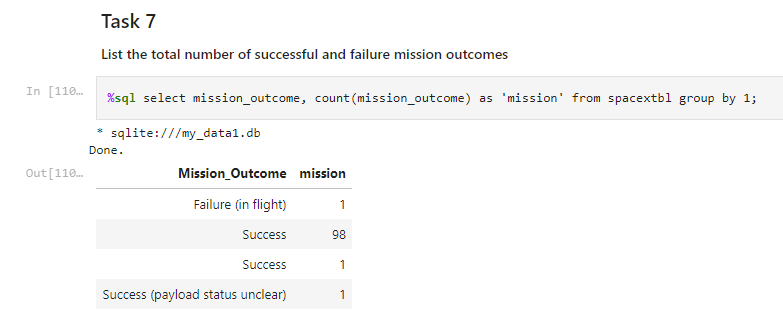 Task 7
List the total number of successful and failure mission outcomes
In [110...
%sql select mission_outcome, count(mission_outcome) as 'mission' from spacextbl group by 1;
* sqlite:///my_data1.db
Done.
Out[110...
Mission_Outcome mission
Failure (in flight) 1
Success 98
Success 1
Success (payload status unclear) 1